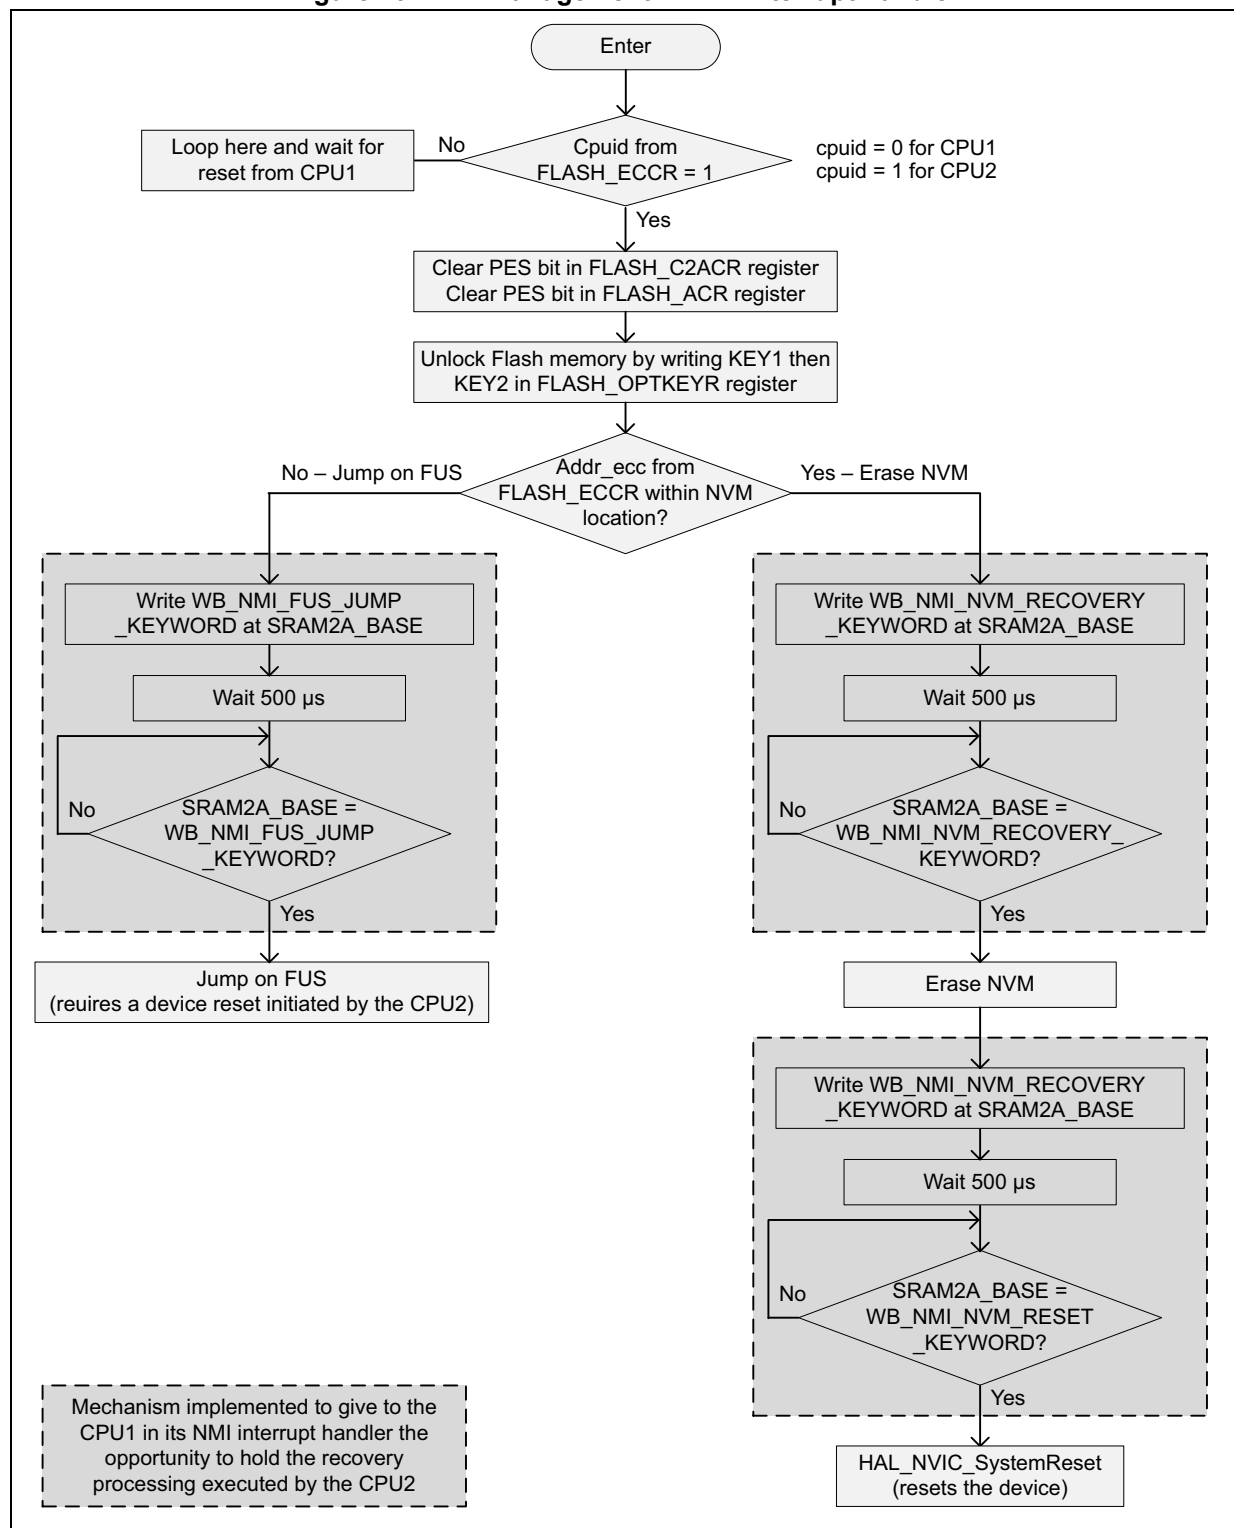 Enter
Cpuid from
FLASH_ECCR = 1
No
Loop here and wait for
reset from CPU1
cpuid = 0 for CPU1
cpuid = 1 for CPU2
Yes
Clear PES bit in FLASH_C2ACR register
Clear PES bit in FLASH_ACR register
Unlock Flash memory by writing KEY1 then
KEY2 in FLASH_OPTKEYR register
Addr_ecc from
FLASH_ECCR within NVM
location?
No – Jump on FUS
Yes – Erase NVM
Write WB_NMI_FUS_JUMP
_KEYWORD at SRAM2A_BASE
Wait 500 µs
No
SRAM2A_BASE =
WB_NMI_FUS_JUMP
_KEYWORD?
Yes
Jump on FUS
(reuires a device reset initiated by the CPU2)
Write WB_NMI_NVM_RECOVERY
_KEYWORD at SRAM2A_BASE
Wait 500 µs
No
SRAM2A_BASE =
WB_NMI_NVM_RECOVERY_
KEYWORD?
Yes
Erase NVM
Write WB_NMI_NVM_RECOVERY
_KEYWORD at SRAM2A_BASE
Wait 500 µs
No
SRAM2A_BASE =
WB_NMI_NVM_RESET
_KEYWORD?
Yes
HAL_NVIC_SystemReset
(resets the device)
Mechanism implemented to give to the
CPU1 in its NMI interrupt handler the
opportunity to hold the recovery
processing executed by the CPU2